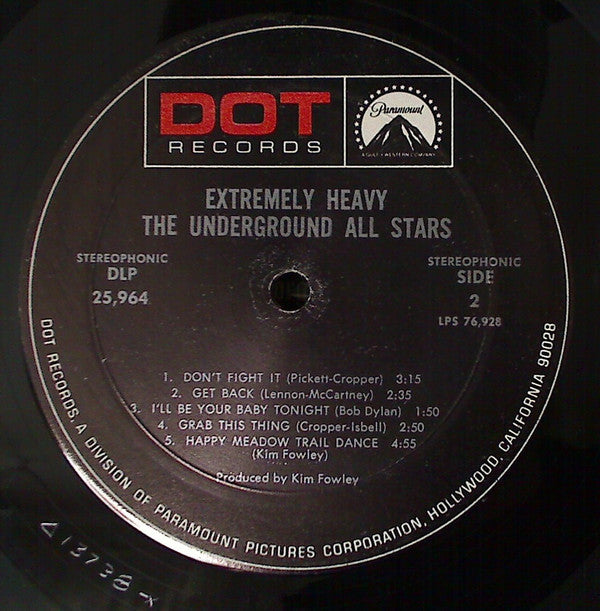 DOT
RECORDS
Paramount
A GULF + WESTERN COMPANY
EXTREMELY HEAVY
THE UNDERGROUND ALL STARS
STEREOPHONIC
DLP
25,964
STEREOPHONIC
SIDE
2
LPS 76,928
1. DON'T FIGHT IT (Pickett-Cropper) 3:15
2. GET BACK (Lennon-McCartney) 2:35
3. I'LL BE YOUR BABY TONIGHT (Bob Dylan) 1:50
4. GRAB THIS THING (Cropper-Isbell) 2:50
5. HAPPY MEADOW TRAIL DANCE 4:55
(Kim Fowley)
Produced by Kim Fowley
DOT RECORDS, A DIVISION OF PARAMOUNT PICTURES CORPORATION, HOLLYWOOD, CALIFORNIA 90028